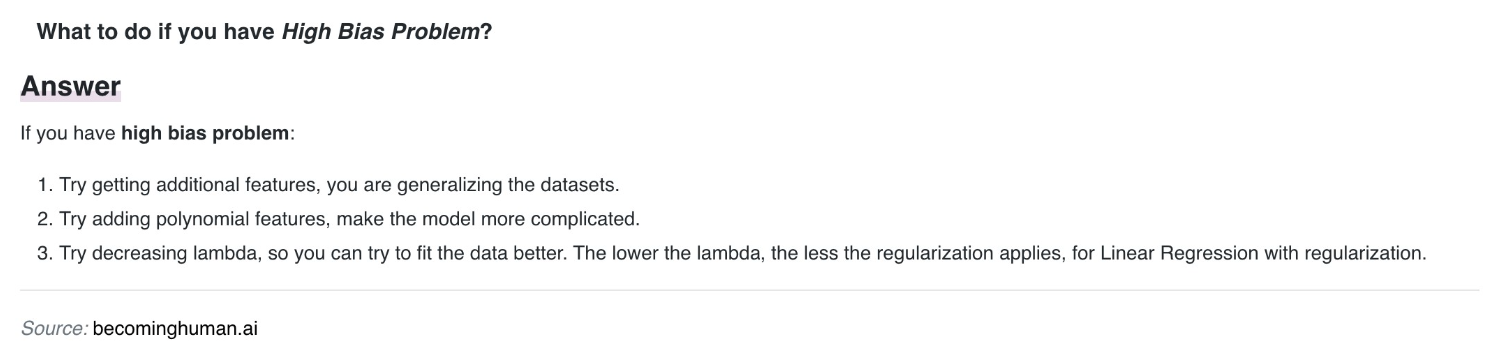 What to do if you have High Bias Problem?
Answer
If you have high bias problem:
1. Try getting additional features, you are generalizing the datasets.
2. Try adding polynomial features, make the model more complicated.
3. Try decreasing lambda, so you can try to fit the data better. The lower the lambda, the less the regularization applies, for Linear Regression with regularization.
Source: becominghuman.ai